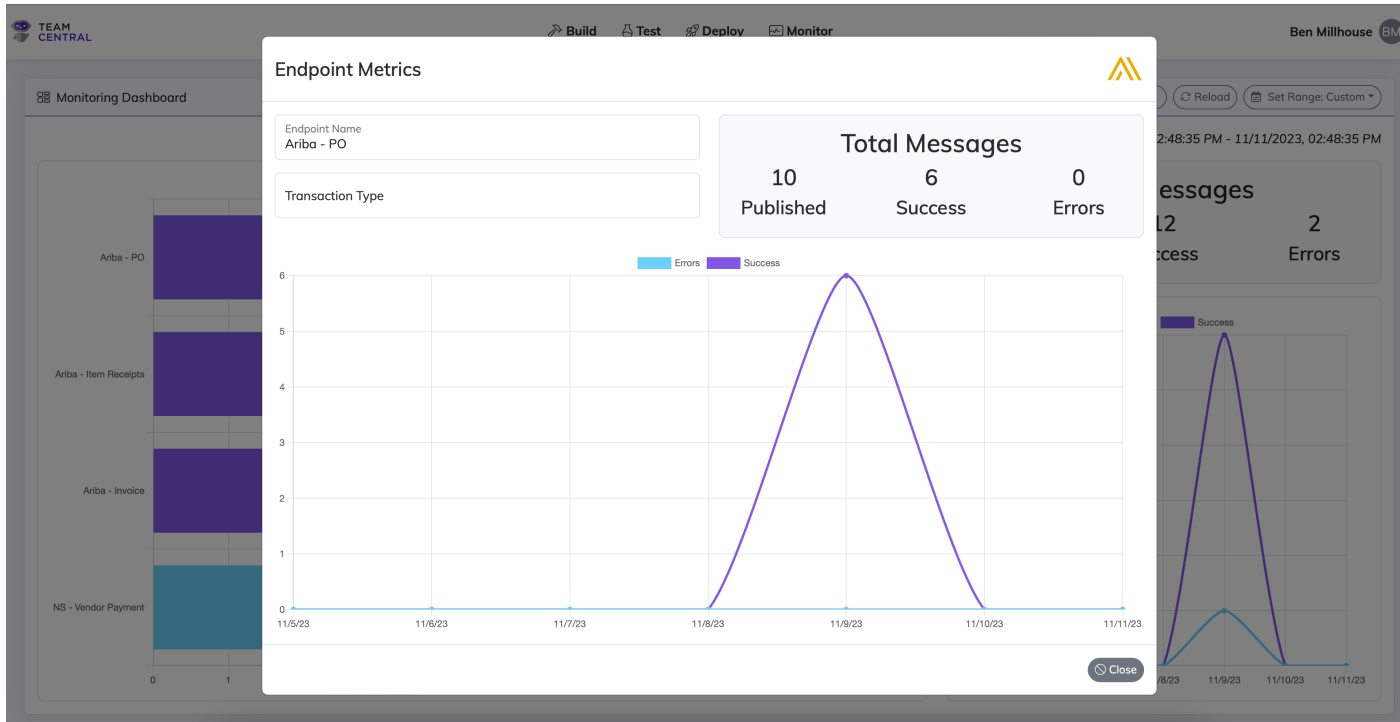 TEAM
CENTRAL
Build
Test
Deploy
Monitor
Ben Millhouse
BM
Monitoring Dashboard
Reload
Set Range: Custom
2:48:35 PM - 11/11/2023, 02:48:35 PM
Endpoint Metrics
Endpoint Name
Ariba - PO
Transaction Type
Total Messages
10
6
0
Published
Success
Errors
Errors
Success
6
5
4
3
2
1
0
11/5/23
11/6/23
11/7/23
11/8/23
11/9/23
11/10/23
11/11/23
Close
Ariba - PO
Ariba - Item Receipts
Ariba - Invoice
NS - Vendor Payment
0
1
essages
12
2
ccess
Errors
Success
/8/23
11/9/23
11/10/23
11/11/23